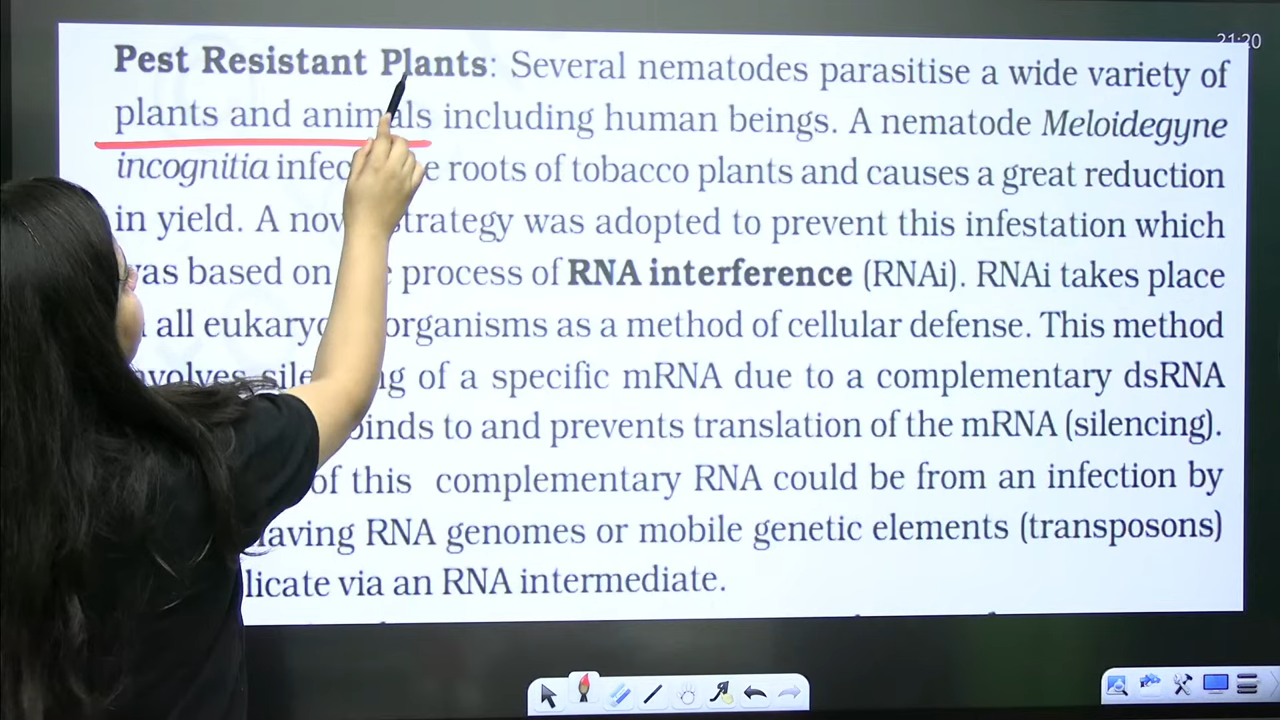 21:20
Pest Resistant Plants: Several nematodes parasitise a wide variety of
plants and animals including human beings. A nematode Meloidegyne
incognitia roots of tobacco plants and causes a great reduction
in yield. A strategy was adopted to prevent this infestation which
was based on process of RNA interference (RNAi). RNAi takes place
all organisms as a method of cellular defense. This method
of a specific mRNA due to a complementary dsRNA
binds to and prevents translation of the mRNA (silencing).
of this complementary RNA could be from an infection by
having RNA genomes or mobile genetic elements (transposons)
via an RNA intermediate.